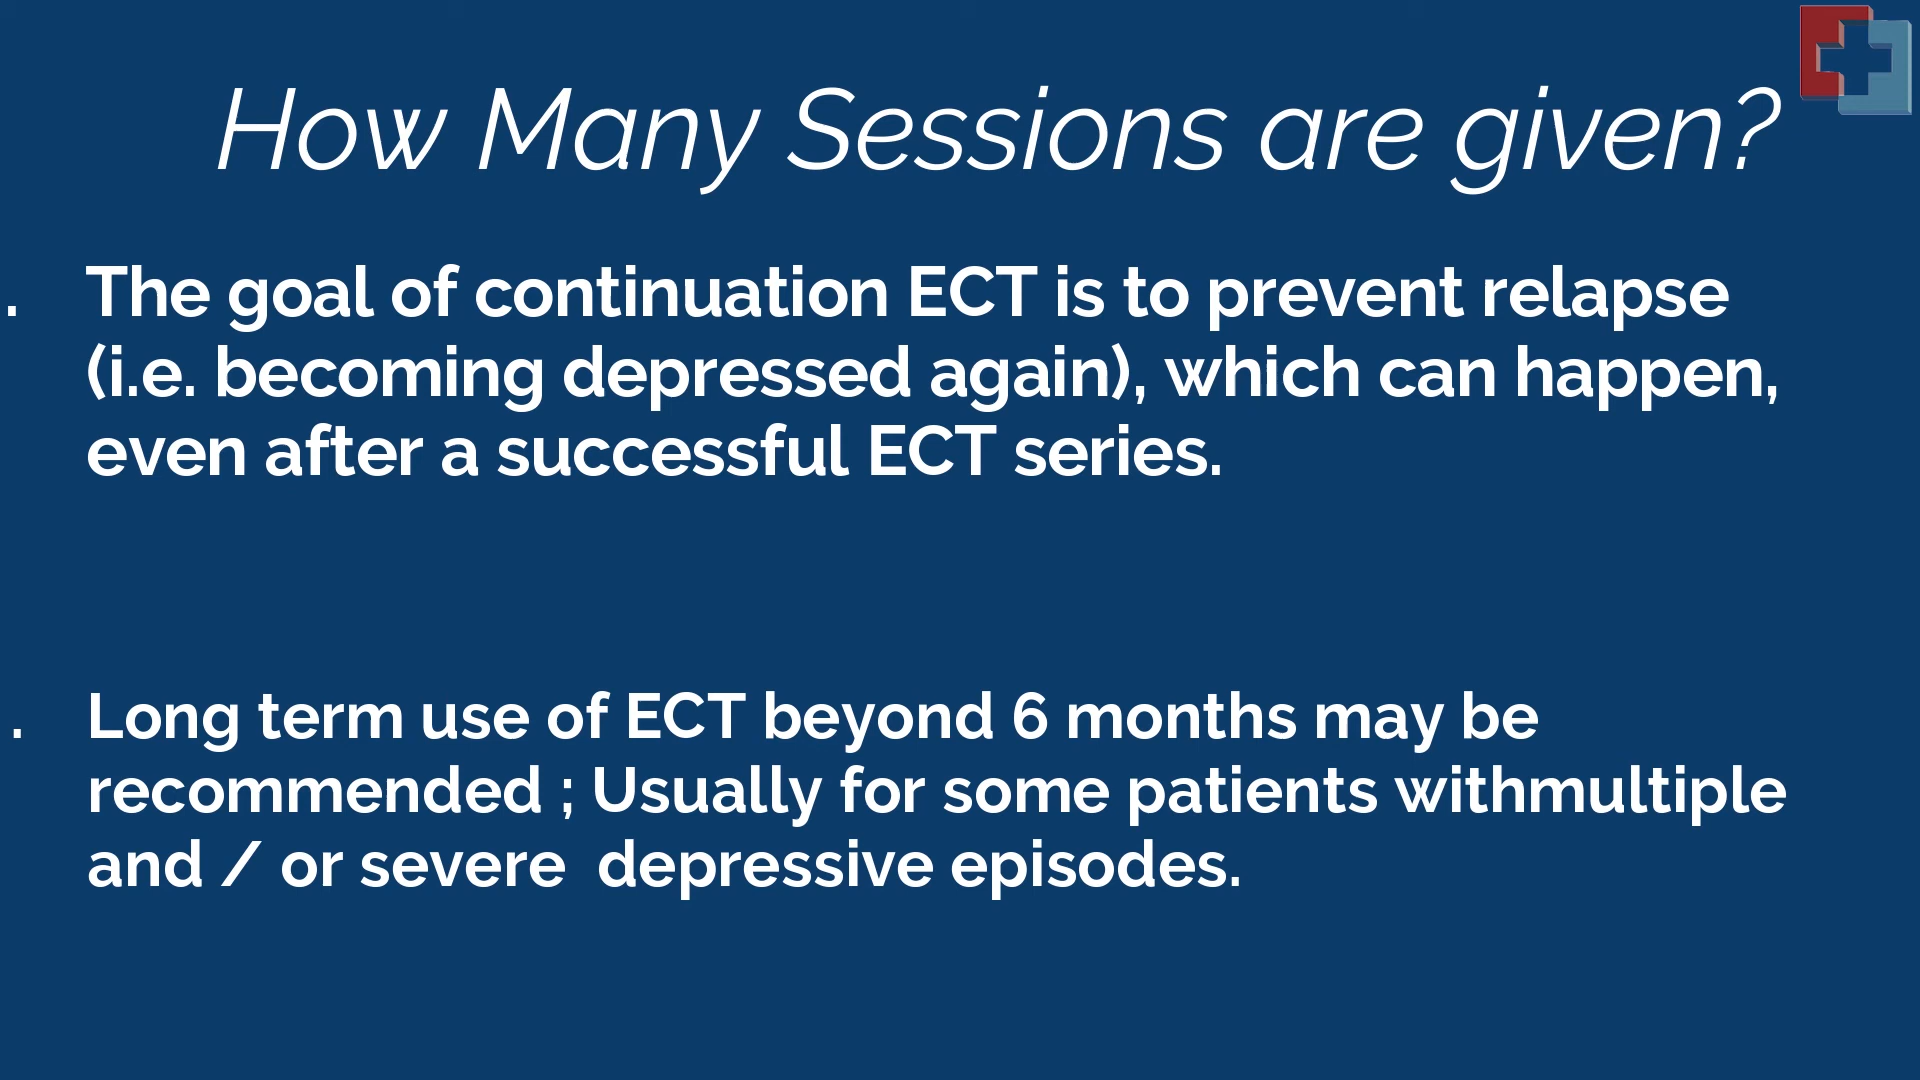 How Many Sessions are given?
. The goal of continuation ECT is to prevent relapse
(i.e. becoming depressed again), which can happen,
even after a successful ECT series.
. Long term use of ECT beyond 6 months may be
recommended ; Usually for some patients withmultiple
and / or severe  depressive episodes.